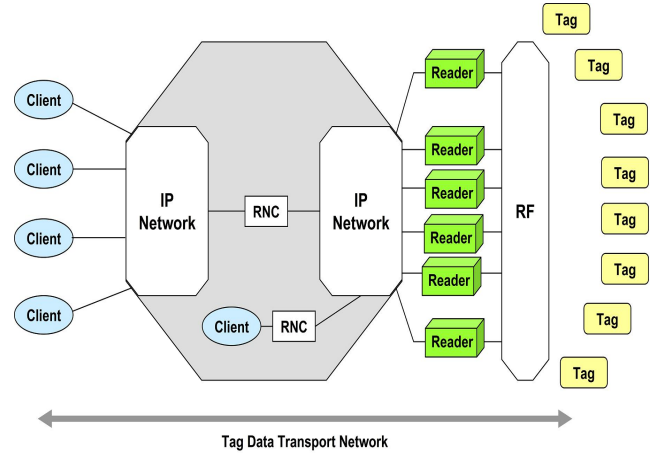 Tag
Reader
Tag
Client
Tag
Reader
Client
Tag
IP
Network
RNC
IP
Network
Reader
RF
Tag
Client
Reader
Tag
Reader
Client
Client
RNC
Tag
Reader
Tag
Tag Data Transport Network